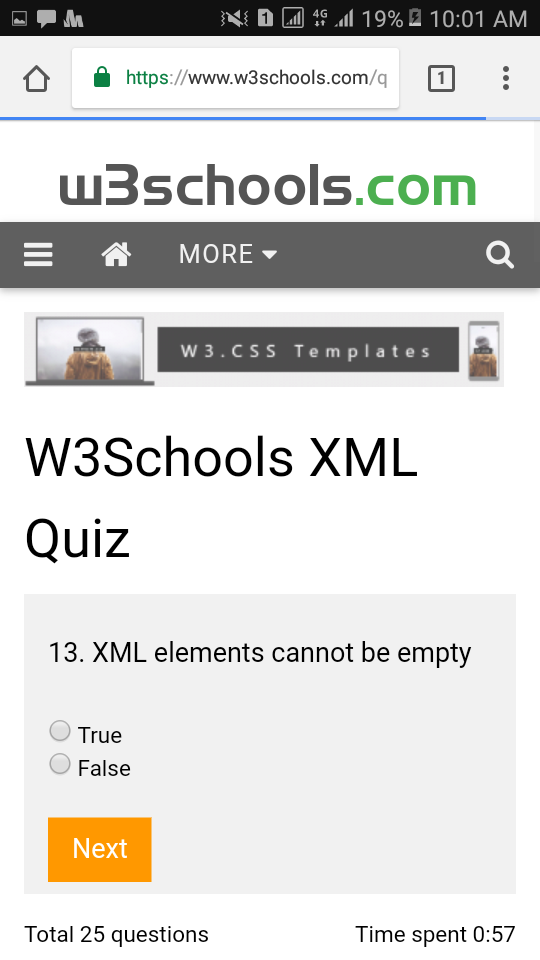 1 4G 19% 10:01 AM
https://www.w3schools.com/q 1
w3schools.com
MORE
W3.CSS Templates
W3Schools XML
Quiz
13. XML elements cannot be empty
True
False
Next
Total 25 questions Time spent 0:57